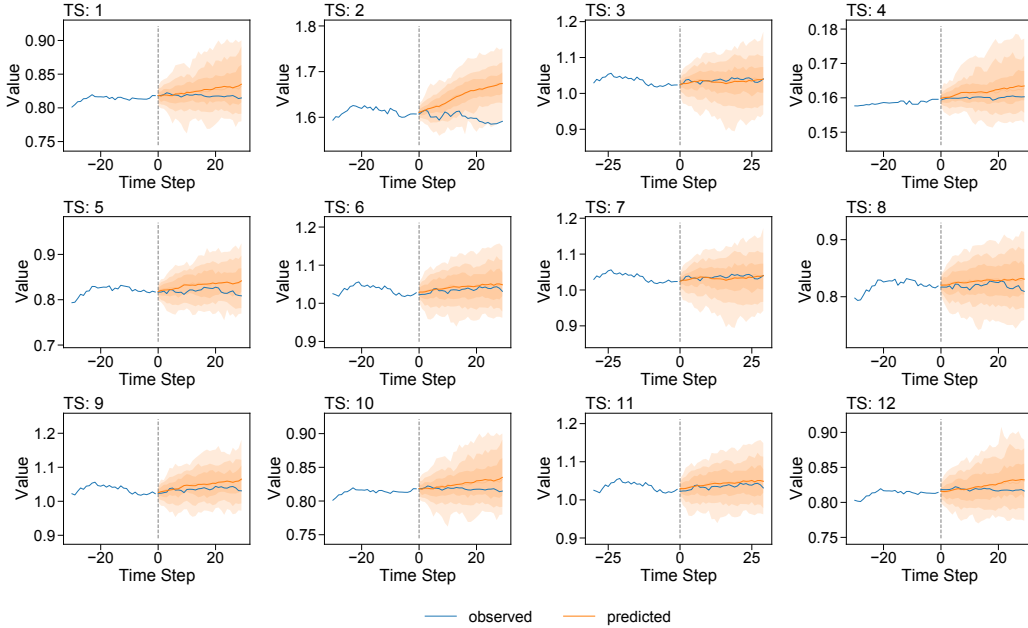 TS: 1
TS: 2
TS: 3
TS: 4
Value
0.90
0.85
0.80
0.75
−20
0
20
Time Step
Value
1.8
1.7
1.6
−20
0
20
Time Step
Value
1.2
1.1
1.0
0.9
−25
0
25
Time Step
Value
0.18
0.17
0.16
0.15
−20
0
20
Time Step
TS: 5
TS: 6
TS: 7
TS: 8
Value
0.9
0.8
0.7
−20
0
20
Time Step
Value
1.2
1.1
1.0
0.9
−20
0
20
Time Step
Value
1.2
1.1
1.0
0.9
−25
0
25
Time Step
Value
0.9
0.8
−20
0
20
Time Step
TS: 9
TS: 10
TS: 11
TS: 12
Value
1.2
1.1
1.0
0.9
−20
0
20
Time Step
Value
0.90
0.85
0.80
0.75
−20
0
20
Time Step
Value
1.2
1.1
1.0
0.9
−25
0
25
Time Step
Value
0.90
0.85
0.80
0.75
−20
0
20
Time Step
observed
predicted